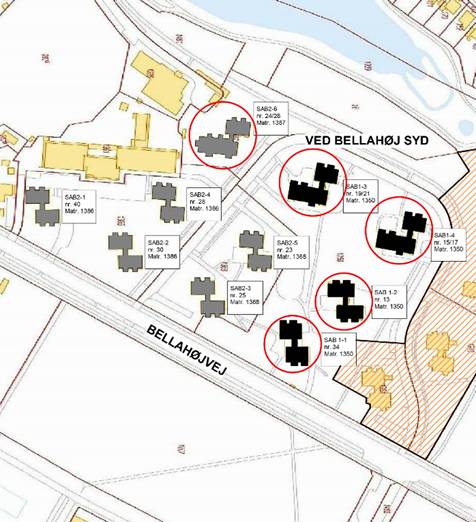 SAB2-6
nr. 24/26
Matr. 1387
VED BELLAHØJ SYD
SAB1-3
nr. 19/21
Matr. 1350
SAB2-1
nr. 40
Matr. 1386
SAB2-4
nr. 28
Matr. 1386
SAB1-4
nr. 15/17
Matr. 1350
SAB2-2
nr. 30
Matr. 1386
SAB2-5
nr. 23
Matr. 1368
SAB2-3
nr. 25
Matr. 1368
SAB 1-2
nr. 13
Matr. 1350
SAB 1-1
nr. 34
Matr. 1350
BELLAHØJVEJ